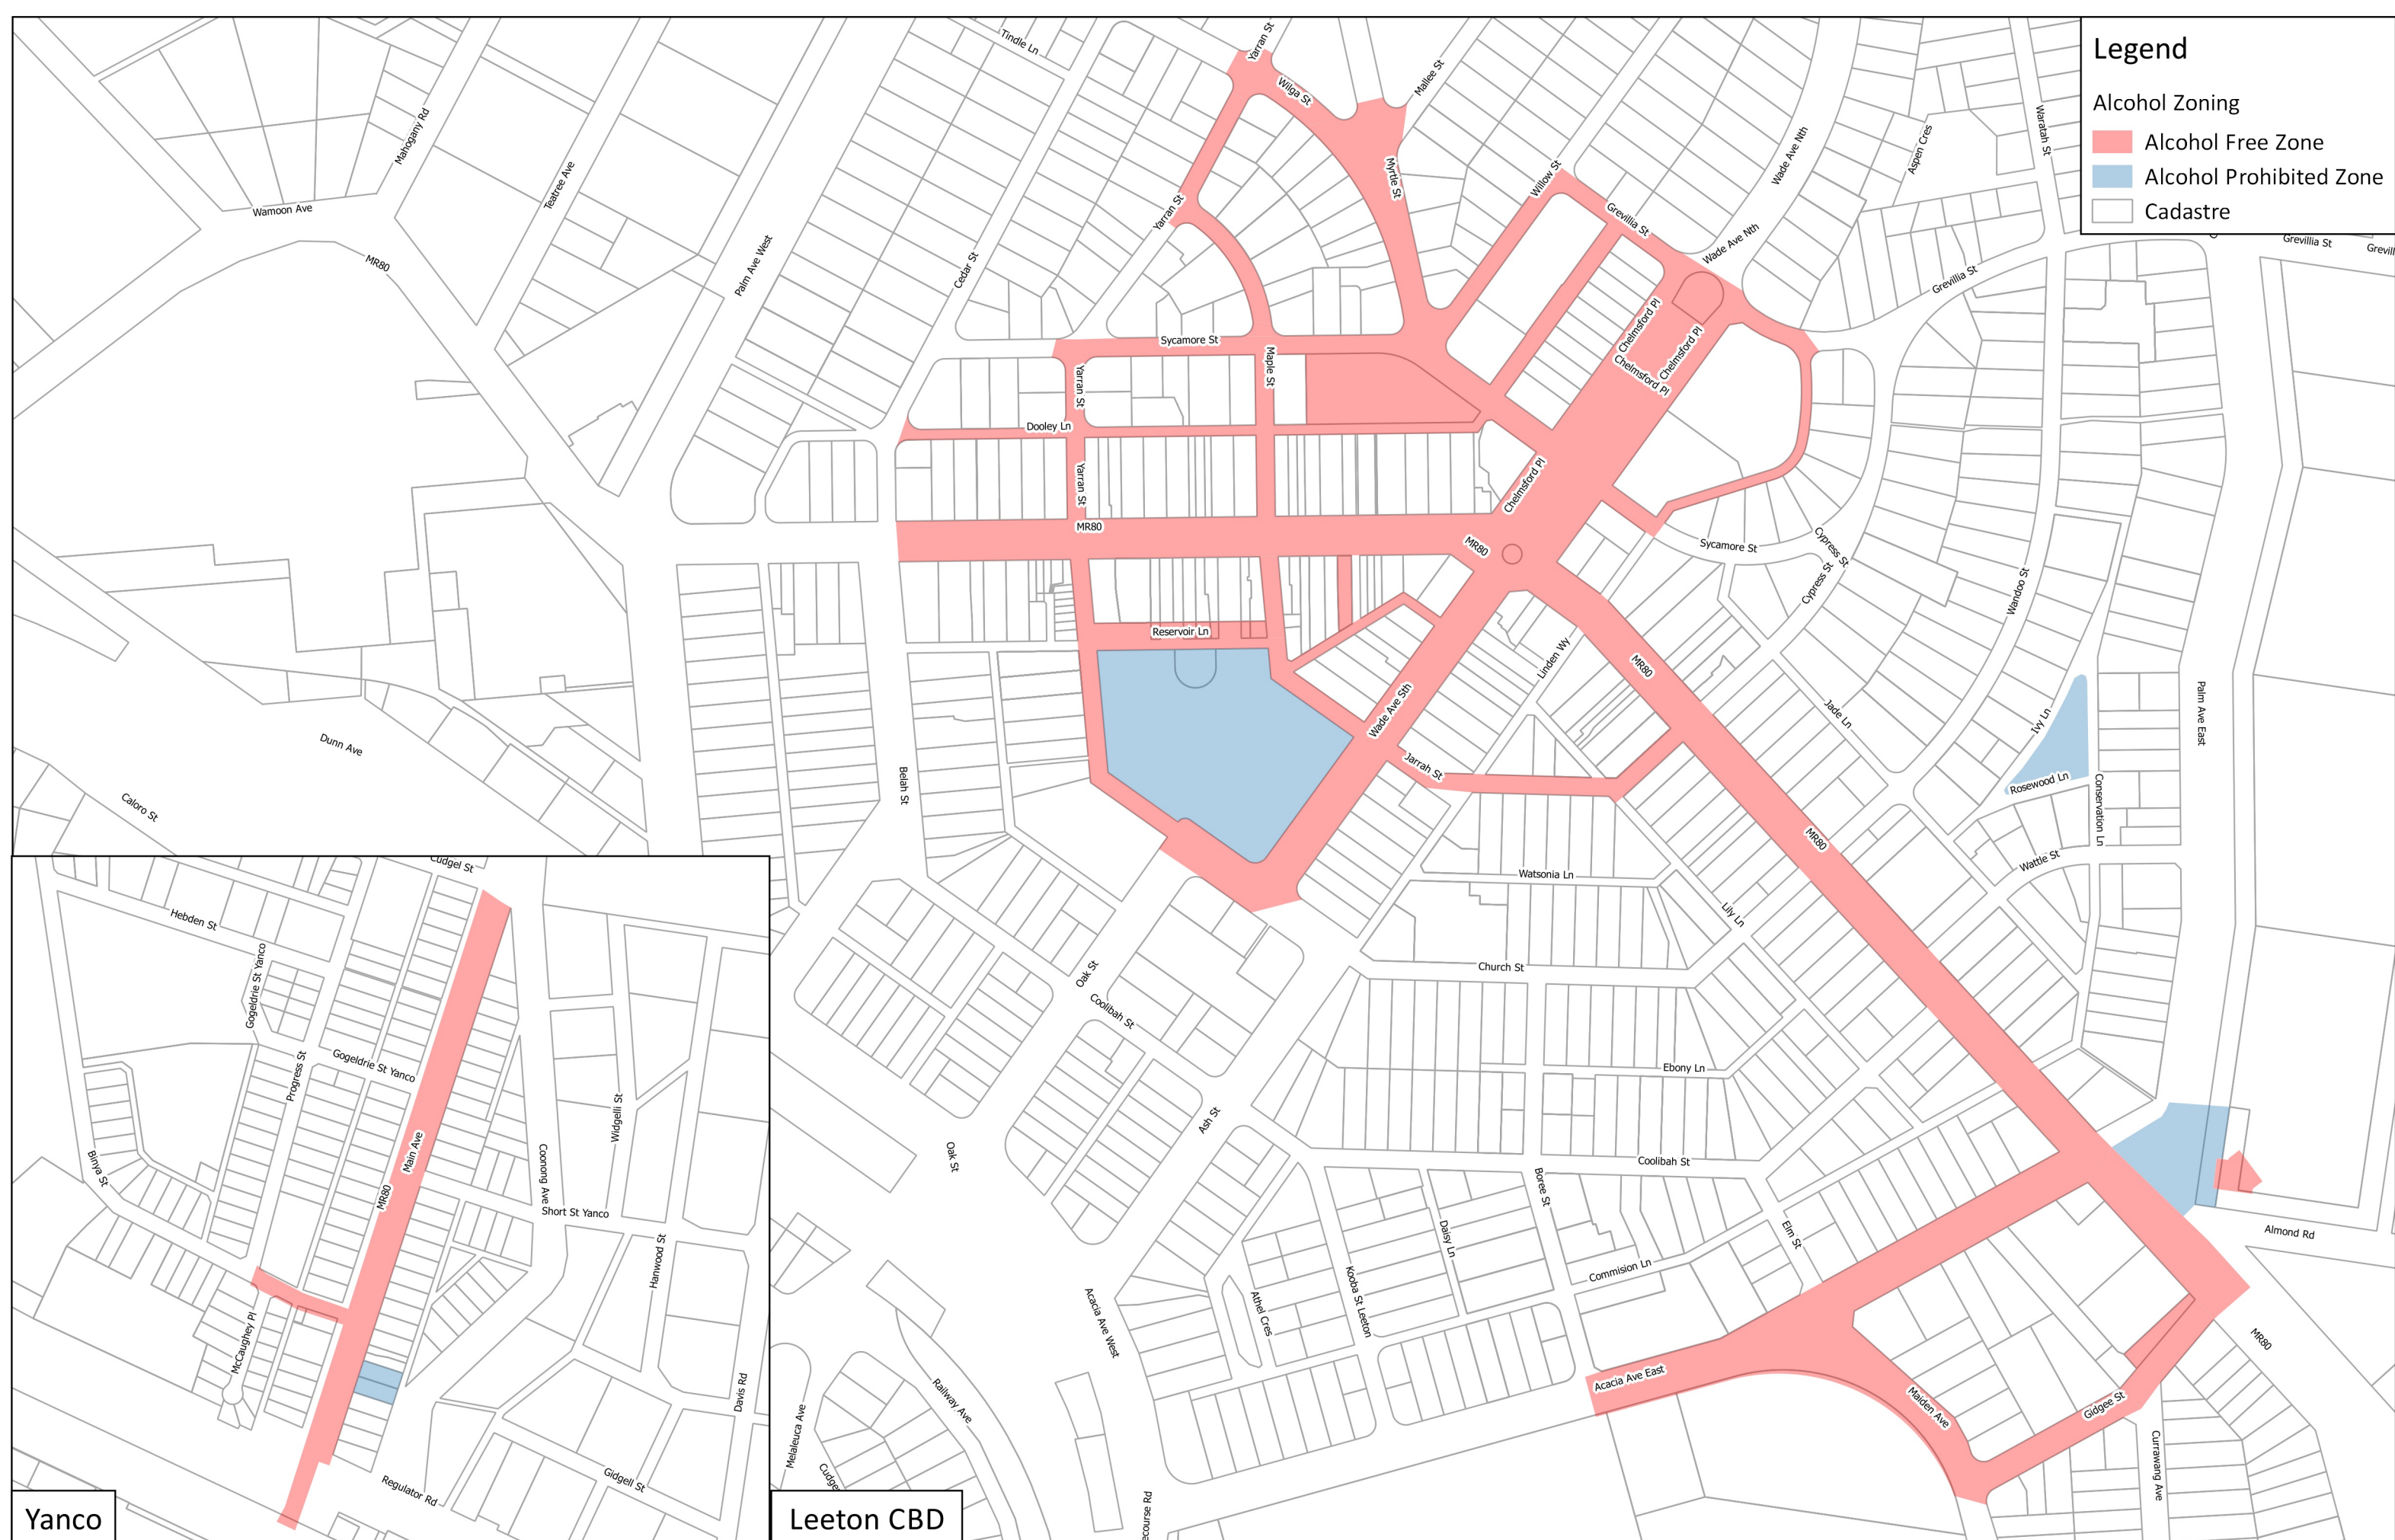 Legend
Alcohol Zoning
Alcohol Free Zone
Alcohol Prohibited Zone
Cadastre
Tindle Ln
Yarran St
Wilga St
Mallee St
Mahogany Rd
Waratah St
Aspen Cres
Wade Ave Nth
Teatree Ave
Myrtle St
Willow St
Wamoon Ave
Yarran St
Grevillia St
Wade Ave Nth
Grevillia St
Grevill
MR80
Palm Ave West
Cedar St
Grevillia St
Chelmsford Pl
Chelmsford Pl
Chelmsford Pl
Sycamore St
Maple St
Yarran St
Dooley Ln
Yarran St
Chelmsford Pl
MR80
MR80
Sycamore St
Cypress St
Cypress St
Wandoo St
Reservoir Ln
Linden Wy
MR80
Wade Ave Sth
Jade Ln
Ivy Ln
Palm Ave East
Dunn Ave
Belah St
Jarrah St
Rosewood Ln
Conservation Ln
Caloro St
MR80
Wattle St
Watsonia Ln
Lily Ln
Church St
Oak St
Coolibah St
Ebony Ln
Ash St
Oak St
Coolibah St
Boree St
Elm St
Daisy Ln
Almond Rd
Commision Ln
Kooba St Leeton
Athel Cres
Acacia Ave West
MR80
Acacia Ave East
Maiden Ave
Gidgee St
Railway Ave
Melaleuca Ave
Cudge
Currawang Ave
ecourse Rd
Leeton CBD
Cudgel St
Hebden St
Gogeldrie St Yanco
Gogeldrie St Yanco
Progress St
Main Ave
MR80
Widgelli St
Coonong Ave
Binya St
Short St Yanco
Hanwood St
McCaughey Pl
Davis Rd
Gidgell St
Regulator Rd
Yanco